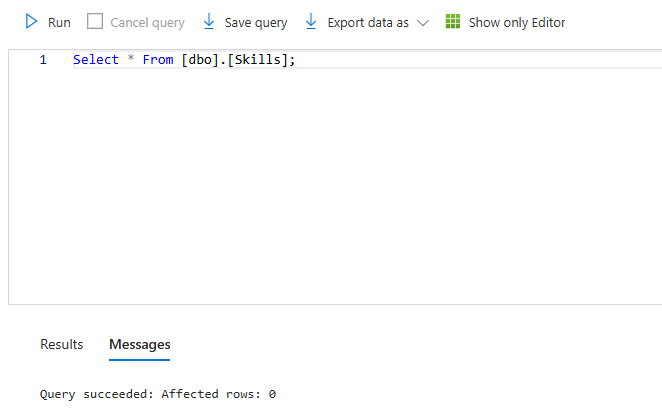 Run Cancel query Save query Export data as Show only Editor
1 Select * From [dbo].[Skills];
Results Messages
Query succeeded: Affected rows: 0